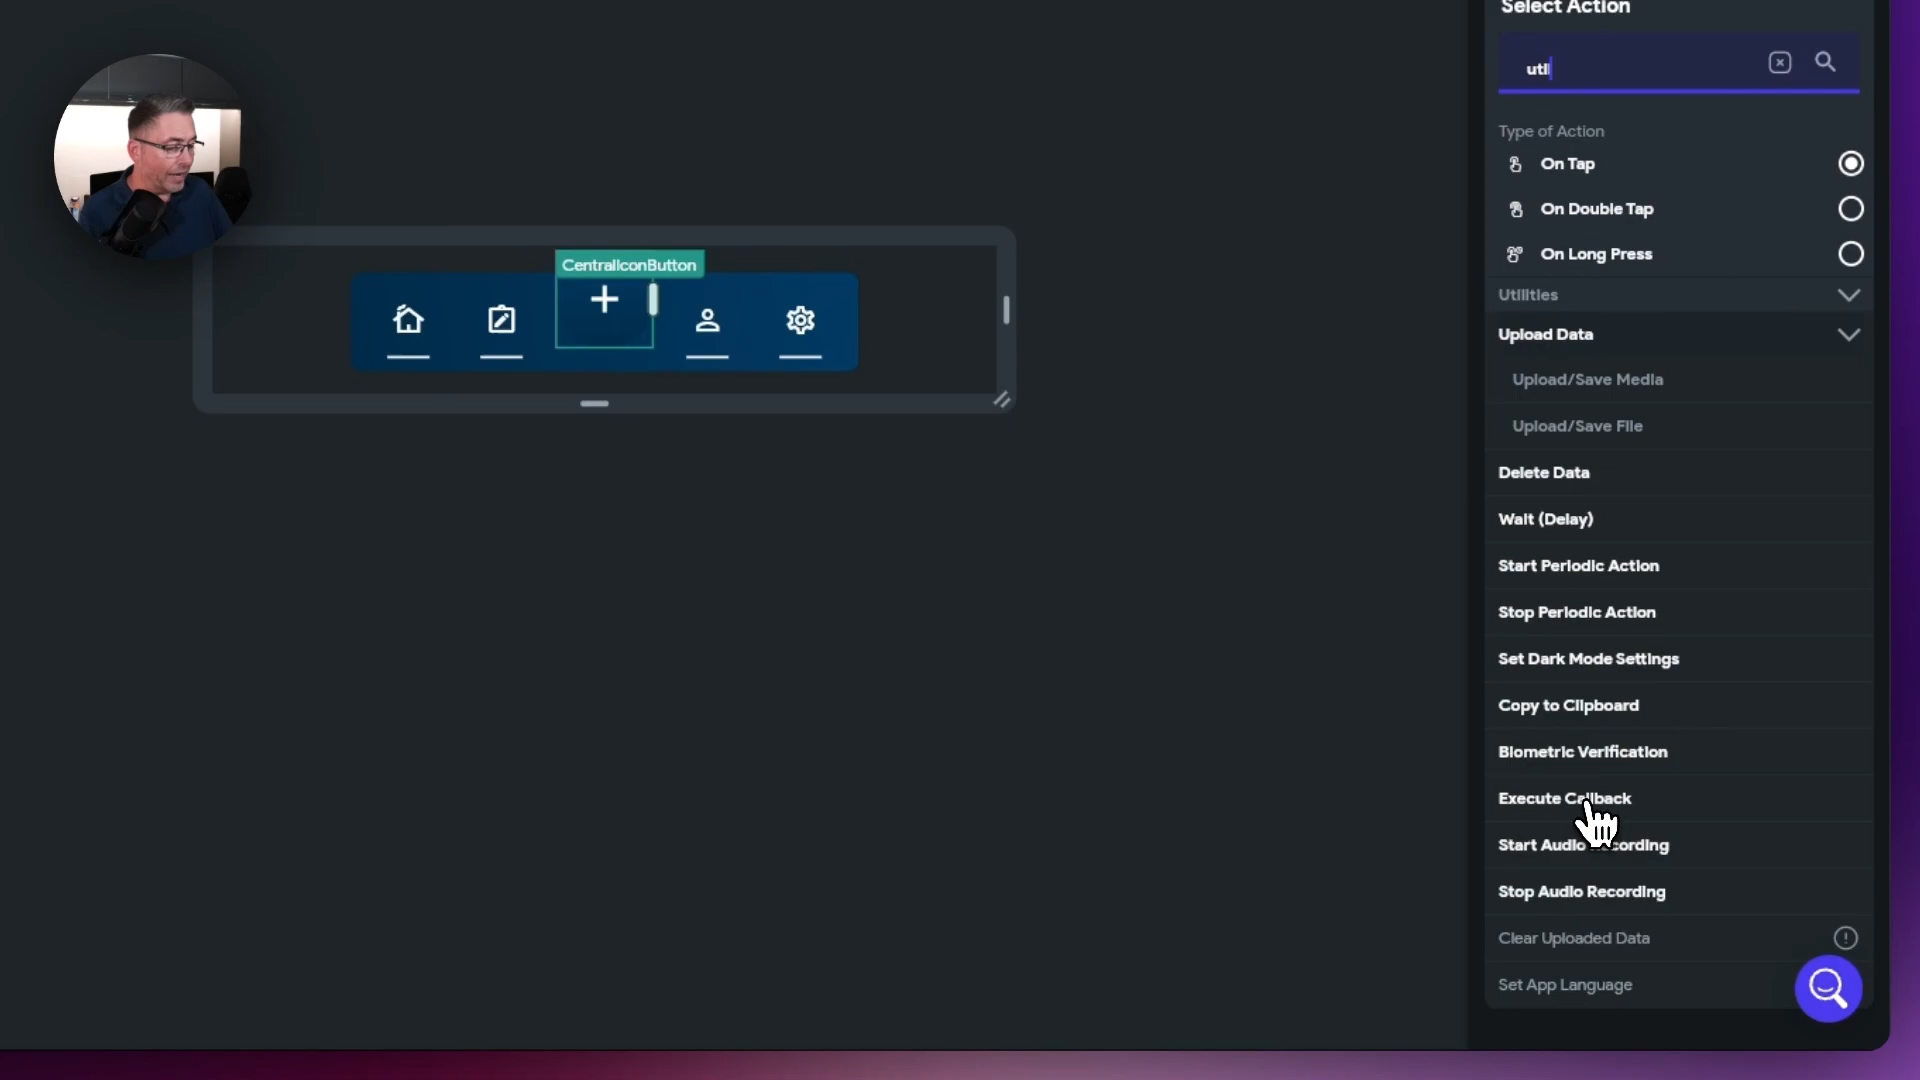 Select Action
util
Type of Action
On Tap
On Double Tap
On Long Press
Utilities
Upload Data
Upload/Save Media
Upload/Save File
Delete Data
Wait (Delay)
Start Periodic Action
Stop Periodic Action
Set Dark Mode Settings
Copy to Clipboard
Biometric Verification
Execute Callback
Start Audio Recording
Stop Audio Recording
Clear Uploaded Data
Set App Language
CentralIconButton